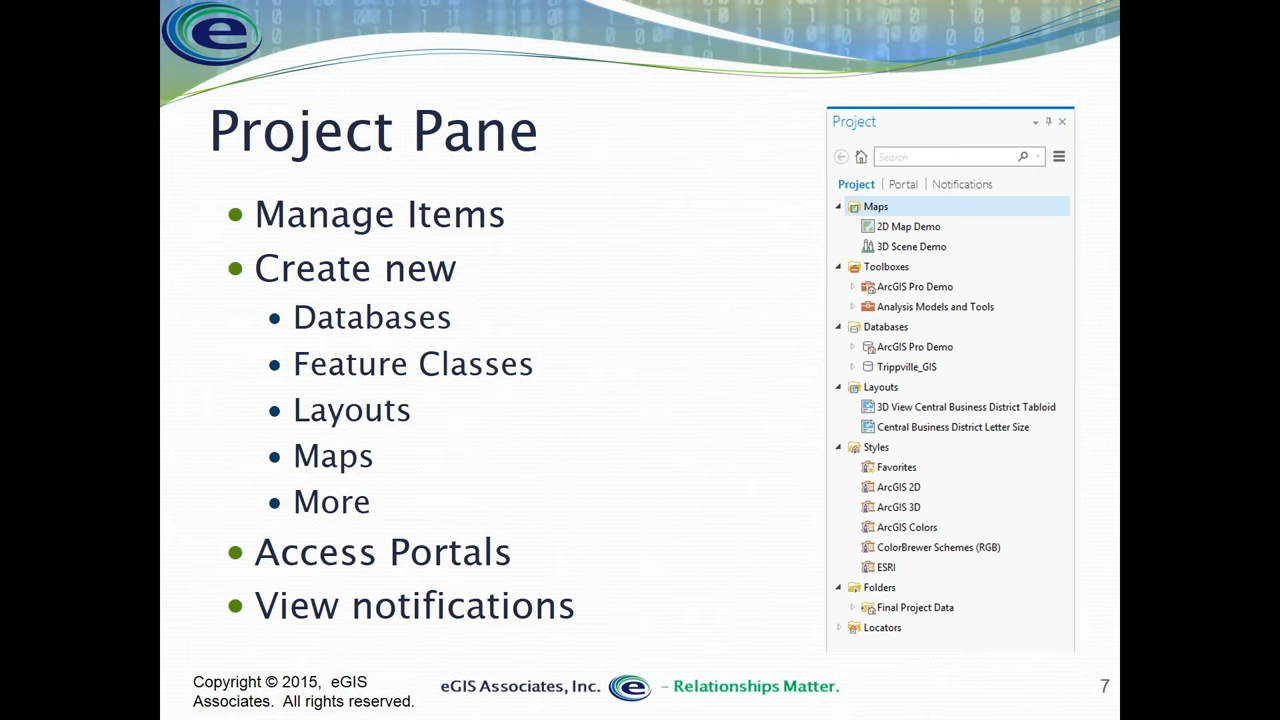 e
Project Pane
• Manage Items
• Create new
• Databases
• Feature Classes
• Layouts
• Maps
• More
• Access Portals
• View notifications
Project
Search
Project | Portal | Notifications
Maps
2D Map Demo
3D Scene Demo
Toolboxes
ArcGIS Pro Demo
Analysis Models and Tools
Databases
ArcGIS Pro Demo
Trippville_GIS
Layouts
3D View Central Business District Tabloid
Central Business District Letter Size
Styles
Favorites
ArcGIS 2D
ArcGIS 3D
ArcGIS Colors
ColorBrewer Schemes (RGB)
ESRI
Folders
Final Project Data
Locators
Copyright © 2015, eGIS
Associates. All rights reserved.
eGIS Associates, Inc. e – Relationships Matter.
7